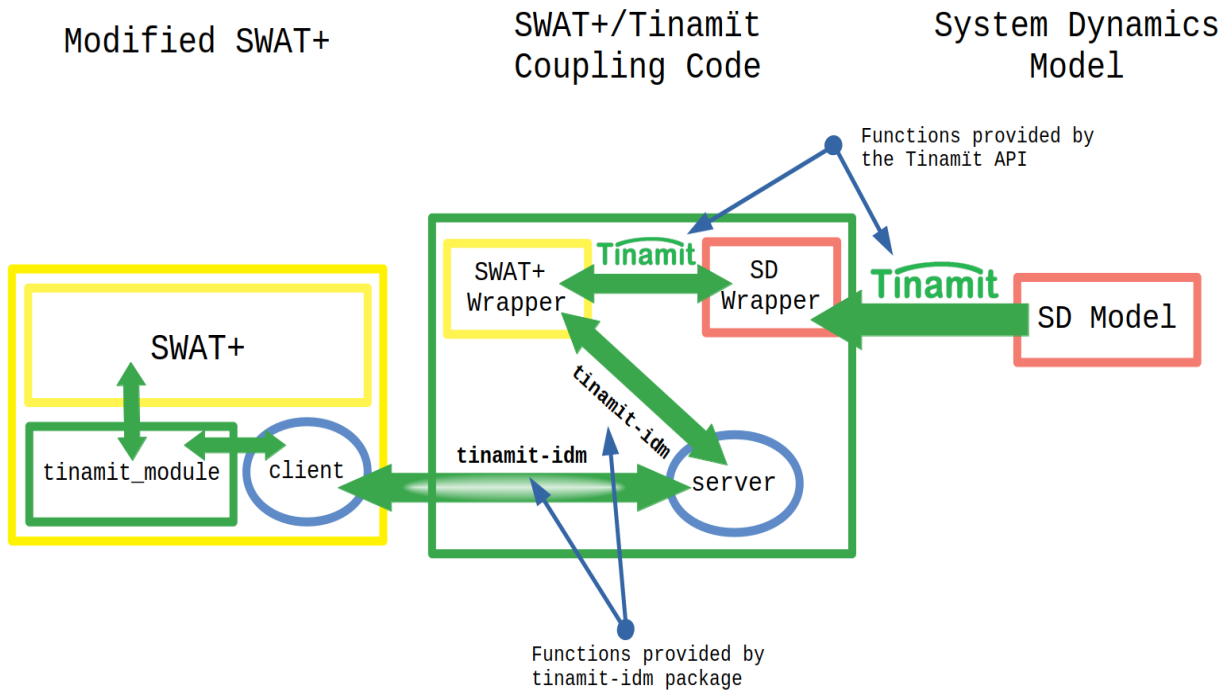 Modified SWAT+
SWAT+/Tinamït
Coupling Code
System Dynamics
Model
Functions provided by
the Tinamït API
SWAT+
Wrapper
Tinamit
SD
Wrapper
Tinamit
SD Model
SWAT+
tinamit_module
client
tinamit-idm
tinamït-idm
server
Functions provided by
tinamit-idm package